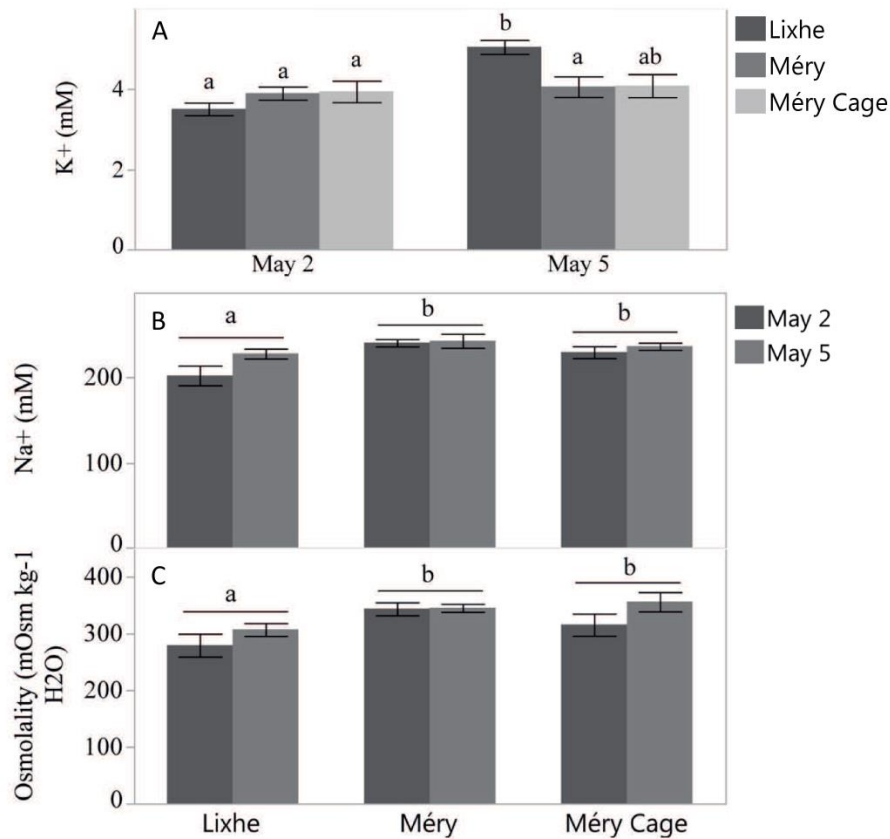 A
K+ (mM)
4
2
0
a
a
a
b
a
ab
May 2
May 5
Lixhe
Méry
Méry Cage
B
Na+ (mM)
200
100
0
a
b
b
May 2
May 5
C
Osmolality (mOsm kg-1
H2O)
400
300
200
100
0
a
b
b
Lixhe
Méry
Méry Cage